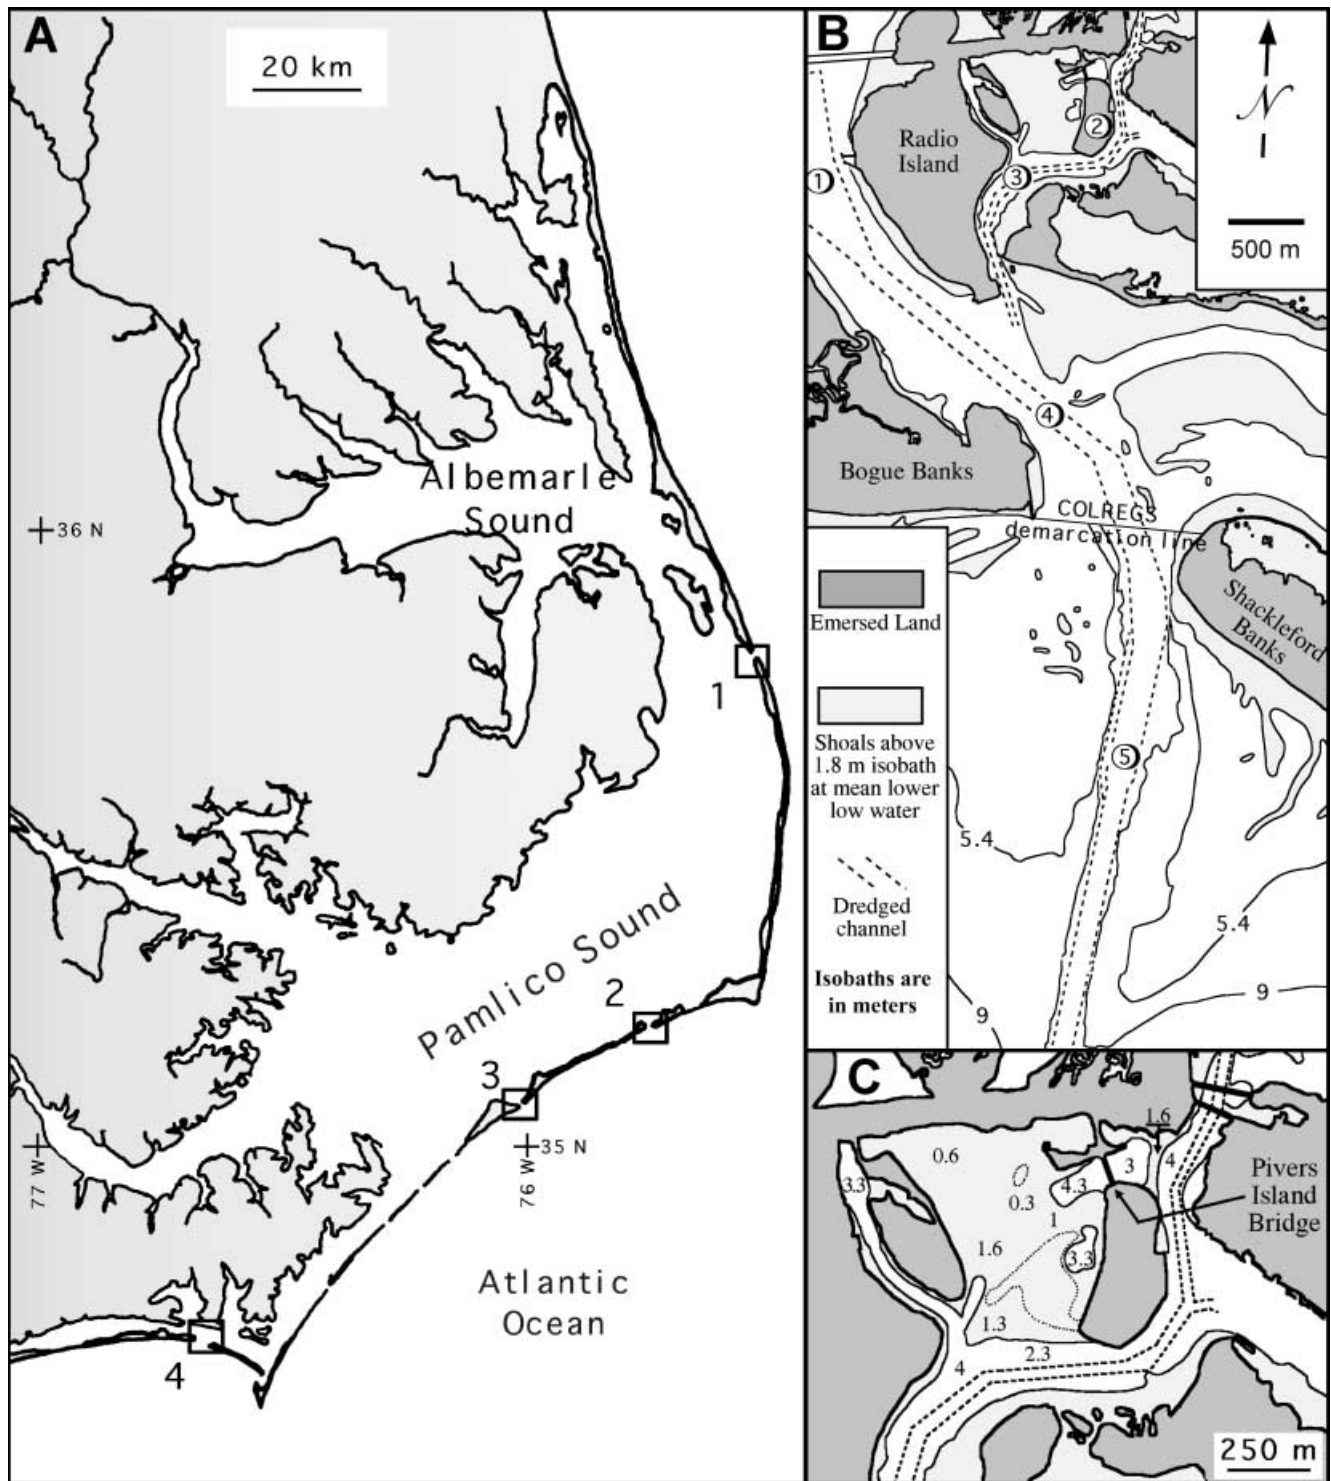 A
20 km
Albemarle
Sound
36 N
1
Pamlico Sound
2
3
35 N
77 W
76 W
Atlantic
Ocean
4
B
N
500 m
Radio
Island
1
2
3
4
Bogue Banks
COLREGS
demarcation line
Shackleford
Banks
5
Emersed Land
Shoals above
1.8 m isobath
at mean lower
low water
Dredged
channel
Isobaths are
in meters
5.4
5.4
9
9
C
1.6
0.6
3
4
3.3
4.3
0.3
1
1.6
3.3
1.3
2.3
4
Pivers
Island
Bridge
250 m